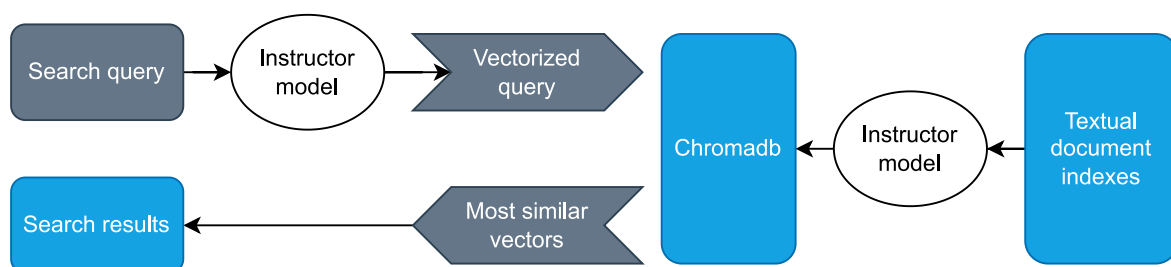 Search query
Instructor
model
Vectorized
query
Chromadb
Instructor
model
Textual
document
indexes
Search results
Most similar
vectors